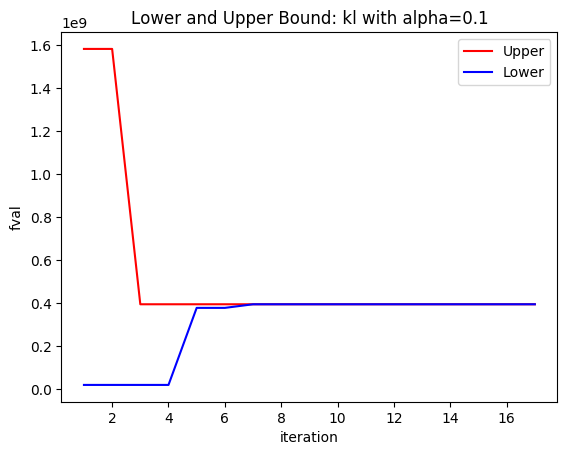 Lower and Upper Bound: kl with alpha=0.1
1e9
1.6
1.4
1.2
1.0
0.8
0.6
0.4
0.2
0.0
fval
Upper
Lower
2 4 6 8 10 12 14 16
iteration